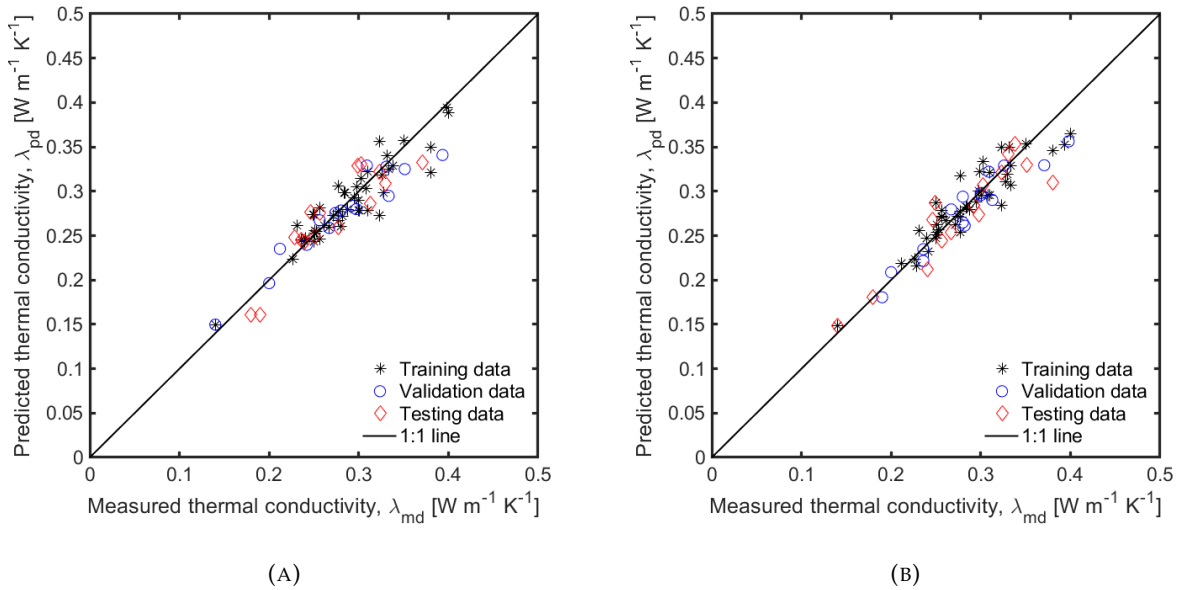 Predicted thermal conductivity, λpd [W m-1 K-1]
0.5
0.45
0.4
0.35
0.3
0.25
0.2
0.15
0.1
0.05
0
Training data
Validation data
Testing data
1:1 line
0 0.1 0.2 0.3 0.4 0.5
Measured thermal conductivity, λmd [W m-1 K-1]
(A)
Predicted thermal conductivity, λpd [W m-1 K-1]
0.5
0.45
0.4
0.35
0.3
0.25
0.2
0.15
0.1
0.05
0
Training data
Validation data
Testing data
1:1 line
0 0.1 0.2 0.3 0.4 0.5
Measured thermal conductivity, λmd [W m-1 K-1]
(B)